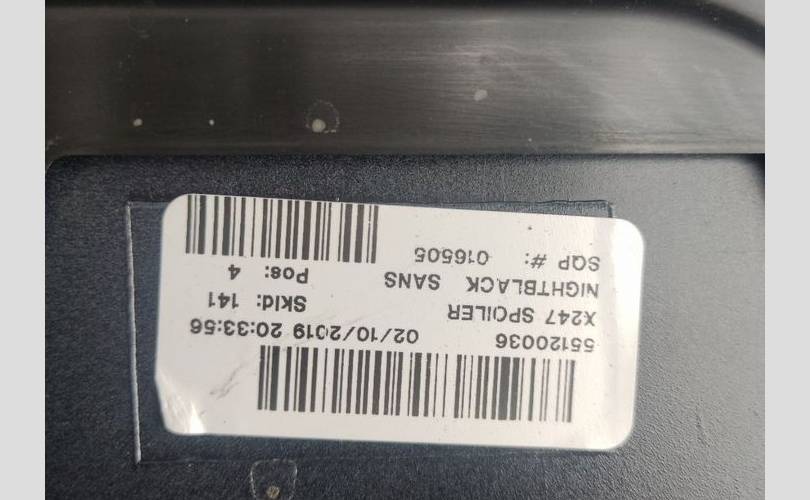 55120036 02/10/2019 20:33:56
X247 SPOILER SkId: 141
NIGHTBLACK SANS Pos: 4
SQP #: 016505